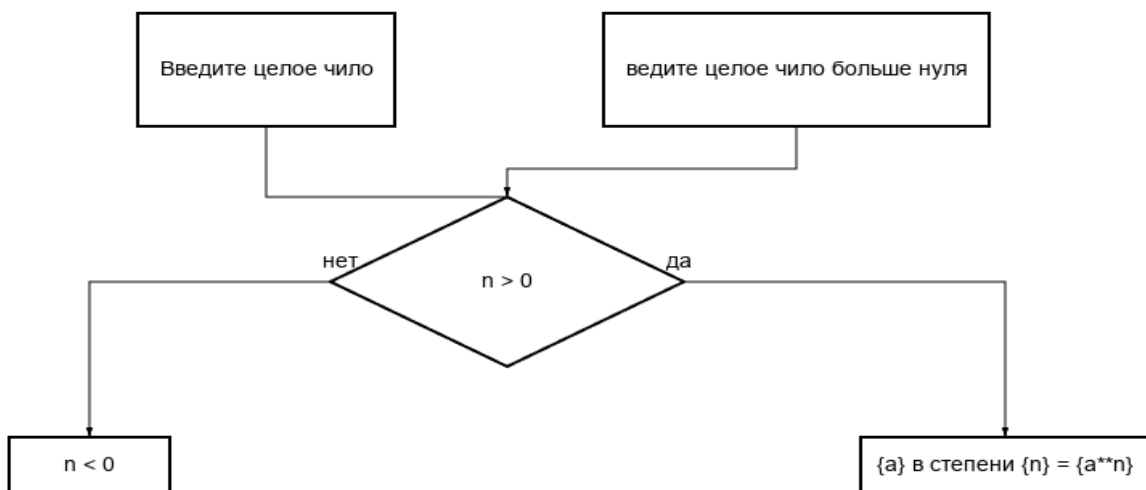 Введите целое чило
ведите целое чило больше нуля
нет
да
n > 0
n < 0
{a} в степени {n} = {a**n}